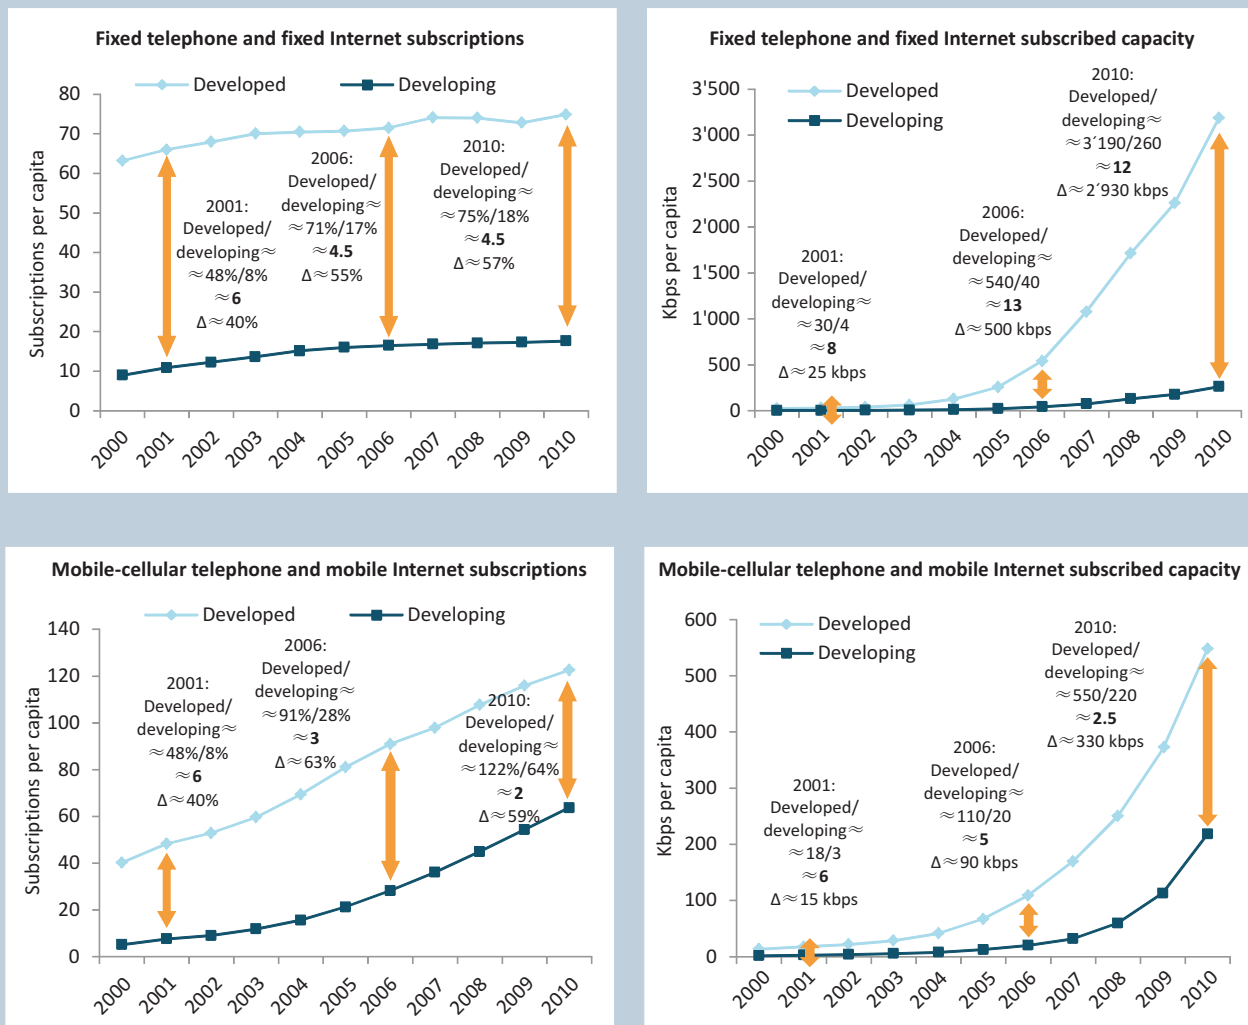 Fixed telephone and fixed Internet subscriptions
Developed
Developing
Subscriptions per capita
80
70
60
50
40
30
20
10
0
2001:
Developed/
developing≈
≈48%/8%
≈6
Δ≈40%
2006:
Developed/
developing≈
≈71%/17%
≈4.5
Δ≈55%
2010:
Developed/
developing≈
≈75%/18%
≈4.5
Δ≈57%
2000
2001
2002
2003
2004
2005
2006
2007
2008
2009
2010
Fixed telephone and fixed Internet subscribed capacity
Developed
Developing
Kbps per capita
3'500
3'000
2'500
2'000
1'500
1'000
500
0
2001:
Developed/
developing≈
≈30/4
≈8
Δ≈25 kbps
2006:
Developed/
developing≈
≈540/40
≈13
Δ≈500 kbps
2010:
Developed/
developing≈
≈3´190/260
≈12
Δ≈2´930 kbps
2000
2001
2002
2003
2004
2005
2006
2007
2008
2009
2010
Mobile-cellular telephone and mobile Internet subscriptions
Developed
Developing
Subscriptions per capita
140
120
100
80
60
40
20
0
2001:
Developed/
developing≈
≈48%/8%
≈6
Δ≈40%
2006:
Developed/
developing≈
≈91%/28%
≈3
Δ≈63%
2010:
Developed/
developing≈
≈122%/64%
≈2
Δ≈59%
2000
2001
2002
2003
2004
2005
2006
2007
2008
2009
2010
Mobile-cellular telephone and mobile Internet subscribed capacity
Developed
Developing
Kbps per capita
600
500
400
300
200
100
0
2001:
Developed/
developing≈
≈18/3
≈6
Δ≈15 kbps
2006:
Developed/
developing≈
≈110/20
≈5
Δ≈90 kbps
2010:
Developed/
developing≈
≈550/220
≈2.5
Δ≈330 kbps
2000
2001
2002
2003
2004
2005
2006
2007
2008
2009
2010